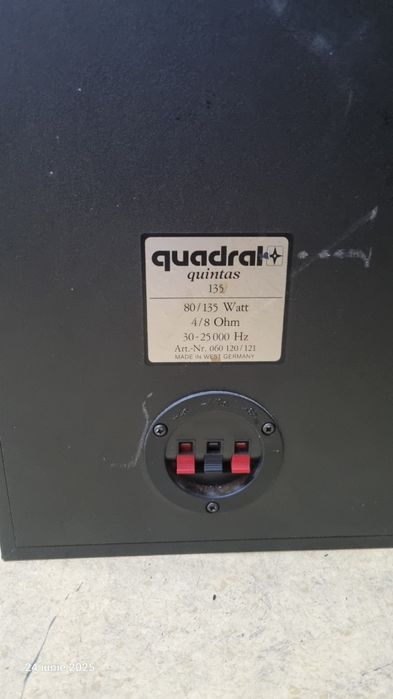 quadral
quintas
135
80/135 Watt
4/8 Ohm
30-25000 Hz
Art.-Nr. 060 120/121
MADE IN WEST GERMANY
24 iunie 2025